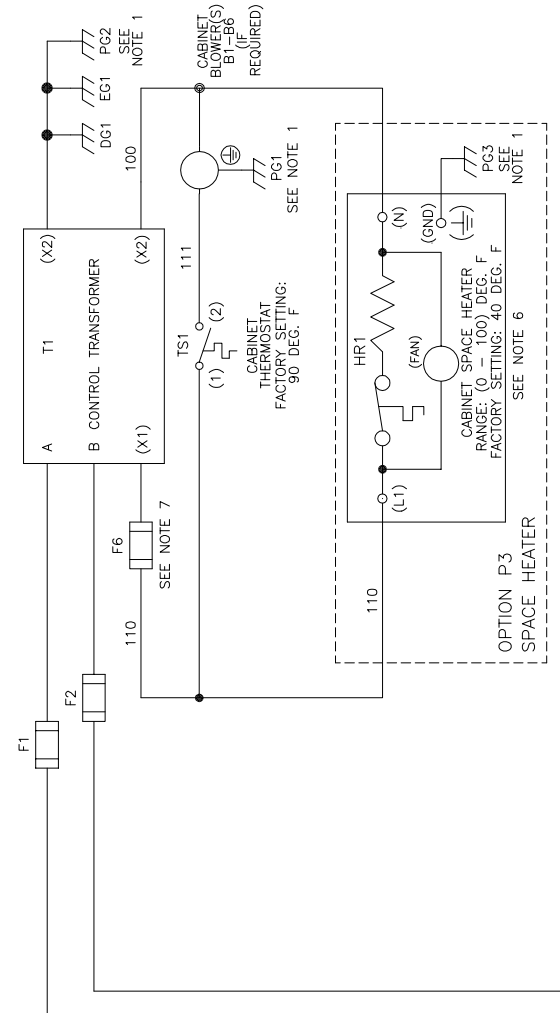 F1
F2
A
B
T1
CONTROL TRANSFORMER
(X2)
(X1)
(X2)
F6
SEE NOTE 7
110
100
DG1
EG1
PG2
SEE
NOTE 1
TS1
(1)
(2)
111
CABINET
THERMOSTAT
FACTORY SETTING:
90 DEG. F
PG1
SEE NOTE 1
CABINET
BLOWER(S)
B1-B6
(IF
REQUIRED)
110
(L1)
HR1
(FAN)
(N)
(GND)
CABINET SPACE HEATER
RANGE: (0 - 100) DEG. F
FACTORY SETTING: 40 DEG. F
SEE NOTE 6
PG3
SEE
NOTE 1
OPTION P3
SPACE HEATER